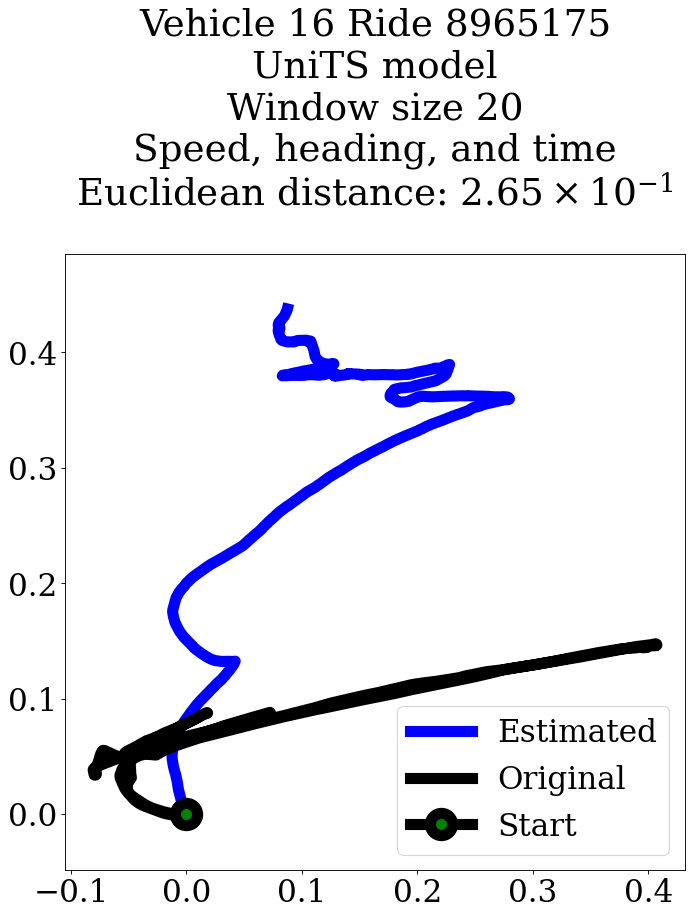 Vehicle 16 Ride 8965175
UniTS model
Window size 20
Speed, heading, and time
Euclidean distance: 2.65 × 10⁻¹
0.4
0.3
0.2
0.1
0.0
Estimated
Original
Start
−0.1 0.0 0.1 0.2 0.3 0.4